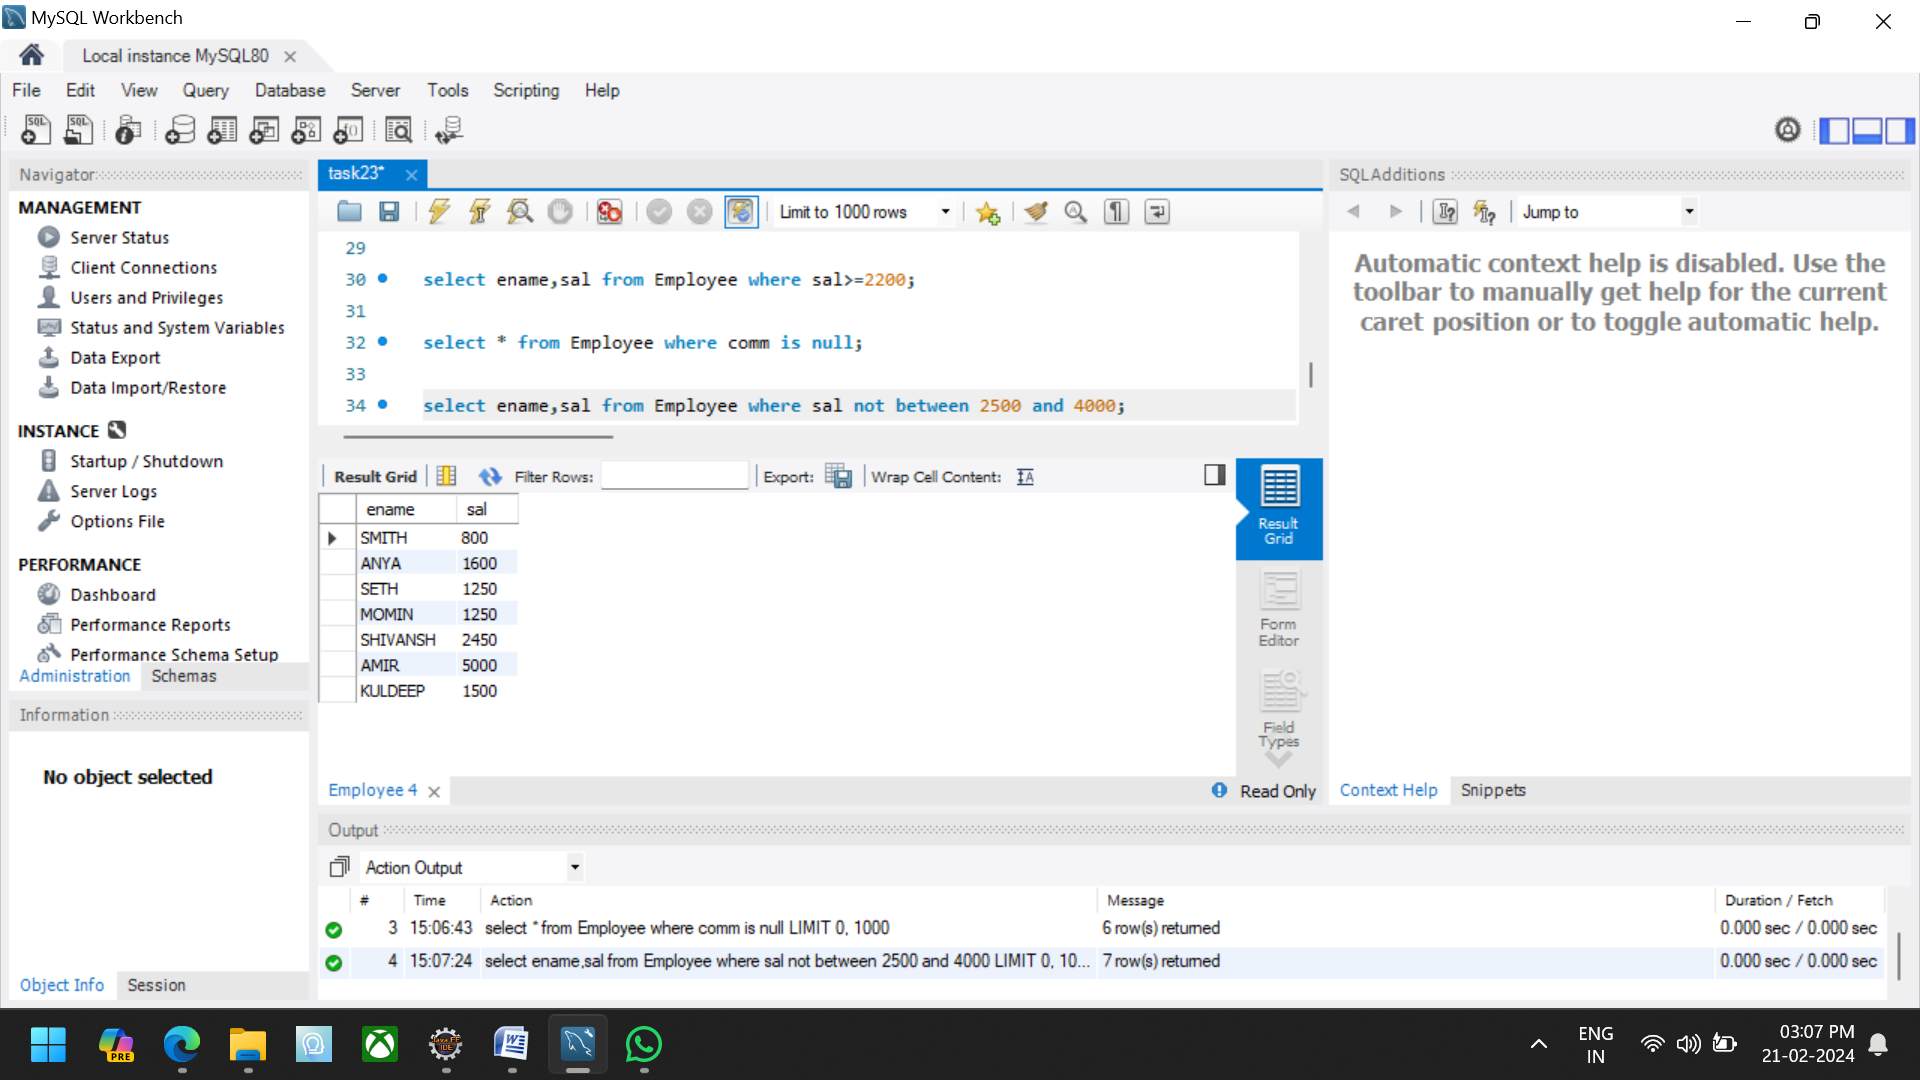 MySQL Workbench
Local instance MySQL80
File Edit View Query Database Server Tools Scripting Help
Navigator
MANAGEMENT
Server Status
Client Connections
Users and Privileges
Status and System Variables
Data Export
Data Import/Restore
INSTANCE
Startup / Shutdown
Server Logs
Options File
PERFORMANCE
Dashboard
Performance Reports
Performance Schema Setup
Administration Schemas
Information
No object selected
Object Info Session
task23*
Limit to 1000 rows
29
30 select ename,sal from Employee where sal>=2200;
31
32 select * from Employee where comm is null;
33
34 select ename,sal from Employee where sal not between 2500 and 4000;
Result Grid Filter Rows: Export: Wrap Cell Content:
ename sal
SMITH 800
ANYA 1600
SETH 1250
MOMIN 1250
SHIVANSH 2450
AMIR 5000
KULDEEP 1500
Result
Grid
Form
Editor
Field
Types
Employee 4 Read Only
SQLAdditions
Jump to
Automatic context help is disabled. Use the
toolbar to manually get help for the current
caret position or to toggle automatic help.
Context Help Snippets
Output
Action Output
# Time Action Message Duration / Fetch
3 15:06:43 select * from Employee where comm is null LIMIT 0, 1000 6 row(s) returned 0.000 sec / 0.000 sec
4 15:07:24 select ename,sal from Employee where sal not between 2500 and 4000 LIMIT 0, 10... 7 row(s) returned 0.000 sec / 0.000 sec
PRE
Java EE
IDE
ENG
IN
03:07 PM
21-02-2024